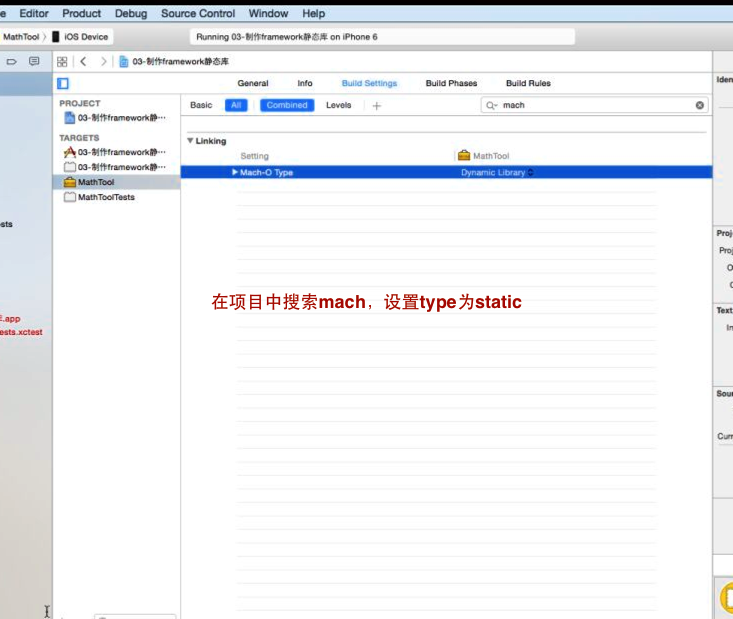 Editor Product Debug Source Control Window Help
MathTool iOS Device Running 03-制作framework静态库 on iPhone 6
03-制作framework静态库
General Info Build Settings Build Phases Build Rules
PROJECT
03-制作framework静···
TARGETS
03-制作framework静···
03-制作framework静···
MathTool
MathToolTests
Basic All Combined Levels + mach
Linking
Setting MathTool
Mach-O Type Dynamic Library
在项目中搜索mach，设置type为static
sts
E.app
ests.xctest
Iden
Proj
Proj
O
Text
In
Sour
Curr